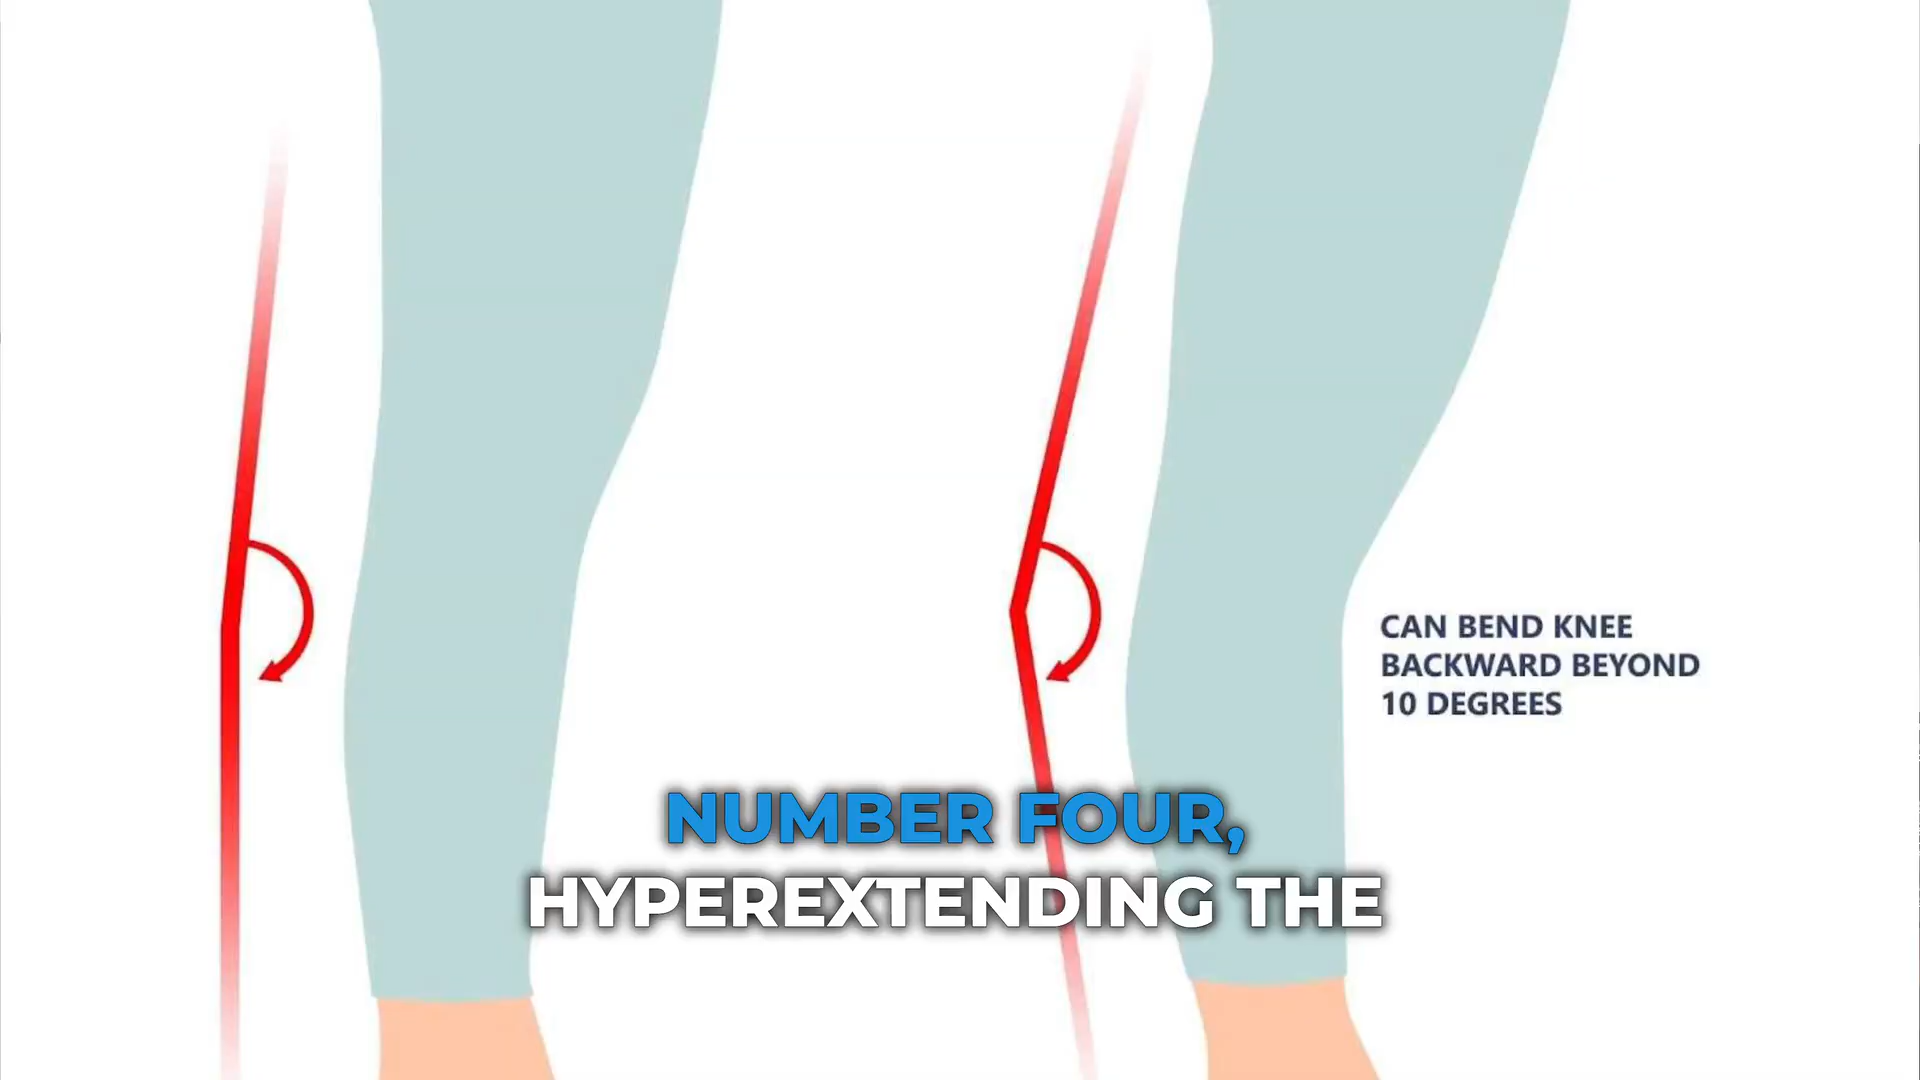 CAN BEND KNEE
BACKWARD BEYOND
10 DEGREES
NUMBER FOUR,
HYPEREXTENDING THE